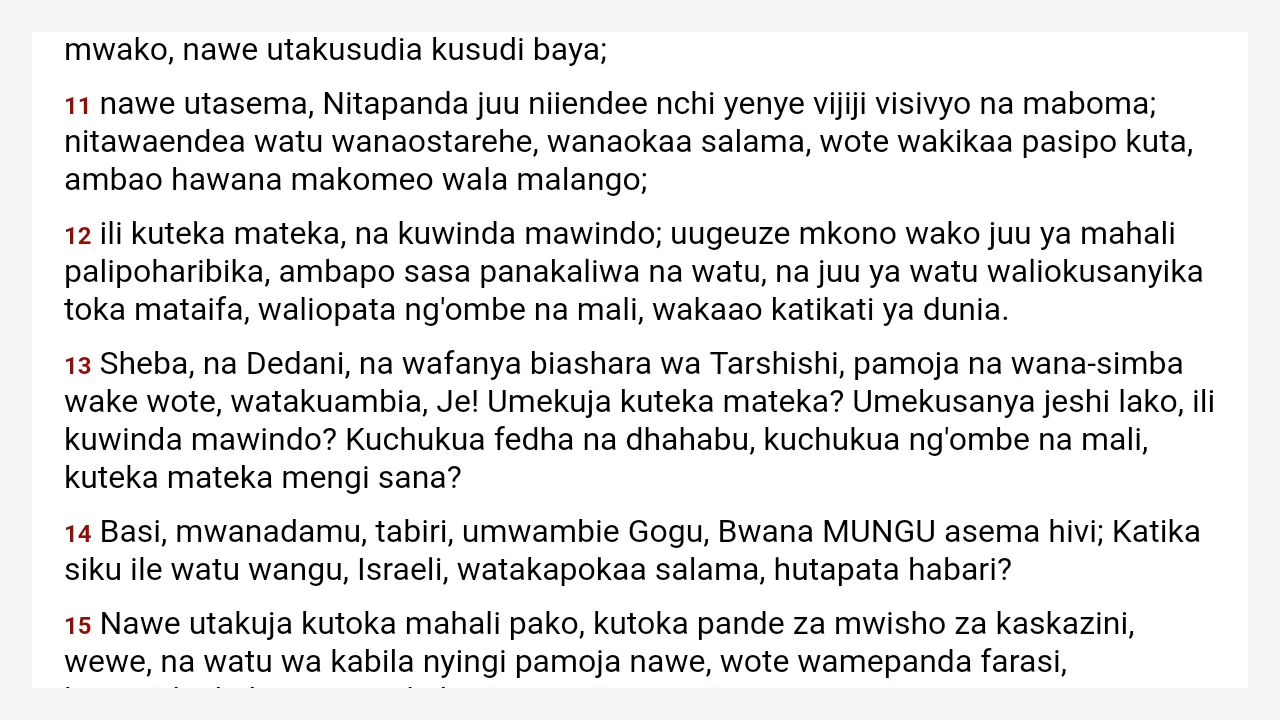 mwako, nawe utakusudia kusudi baya;
11 nawe utasema, Nitapanda juu niiendee nchi yenye vijiji visivyo na maboma;
nitawaendea watu wanaostarehe, wanaokaa salama, wote wakikaa pasipo kuta,
ambao hawana makomeo wala malango;
12 ili kuteka mateka, na kuwinda mawindo; uugeuze mkono wako juu ya mahali
palipoharibika, ambapo sasa panakaliwa na watu, na juu ya watu waliokusanyika
toka mataifa, waliopata ng'ombe na mali, wakaao katikati ya dunia.
13 Sheba, na Dedani, na wafanya biashara wa Tarshishi, pamoja na wana-simba
wake wote, watakuambia, Je! Umekuja kuteka mateka? Umekusanya jeshi lako, ili
kuwinda mawindo? Kuchukua fedha na dhahabu, kuchukua ng'ombe na mali,
kuteka mateka mengi sana?
14 Basi, mwanadamu, tabiri, umwambie Gogu, Bwana MUNGU asema hivi; Katika
siku ile watu wangu, Israeli, watakapokaa salama, hutapata habari?
15 Nawe utakuja kutoka mahali pako, kutoka pande za mwisho za kaskazini,
wewe, na watu wa kabila nyingi pamoja nawe, wote wamepanda farasi,